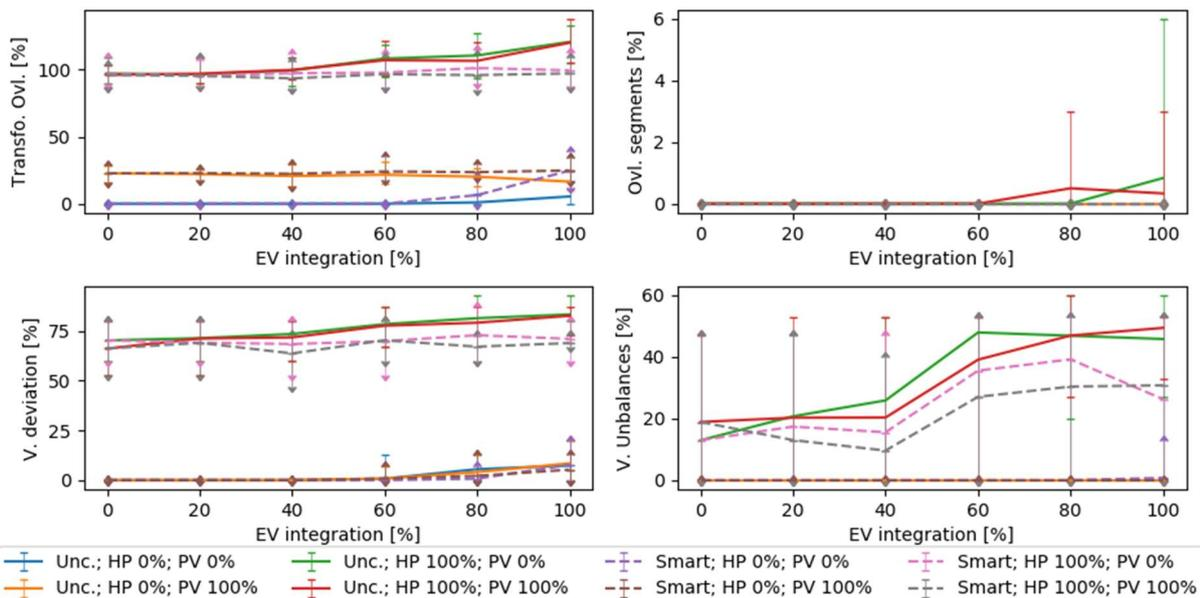 Transfo. Ovl. [%]
100
50
0
0 20 40 60 80 100
EV integration [%]
Ovl. segments [%]
6
4
2
0
0 20 40 60 80 100
EV integration [%]
V. deviation [%]
75
50
25
0
0 20 40 60 80 100
EV integration [%]
V. Unbalances [%]
60
40
20
0
0 20 40 60 80 100
EV integration [%]
Unc.; HP 0%; PV 0%
Unc.; HP 0%; PV 100%
Unc.; HP 100%; PV 0%
Unc.; HP 100%; PV 100%
Smart; HP 0%; PV 0%
Smart; HP 0%; PV 100%
Smart; HP 100%; PV 0%
Smart; HP 100%; PV 100%